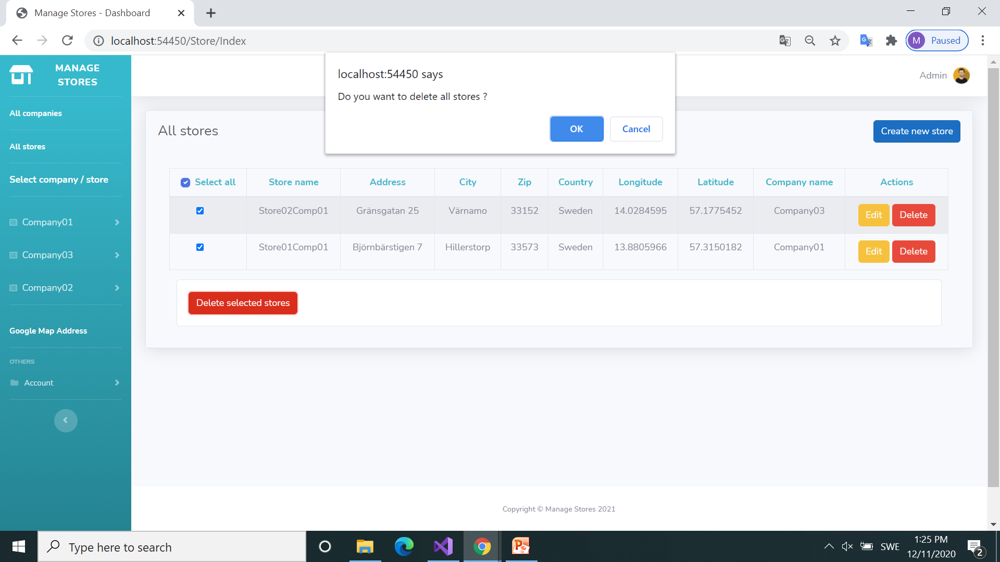 Manage Stores - Dashboard
localhost:54450/Store/Index
M Paused
MANAGE
STORES
All companies
All stores
Select company / store
Company01
Company03
Company02
Google Map Address
OTHERS
Account
localhost:54450 says
Do you want to delete all stores ?
OK Cancel
Admin
All stores
Create new store
Select all Store name Address City Zip Country Longitude Latitude Company name Actions
Store02Comp01 Gränsgatan 25 Värnamo 33152 Sweden 14.0284595 57.1775452 Company03 Edit Delete
Store01Comp01 Björnbärstigen 7 Hillerstorp 33573 Sweden 13.8805966 57.3150182 Company01 Edit Delete
Delete selected stores
Copyright © Manage Stores 2021
Type here to search
SWE
1:25 PM
12/11/2020
2